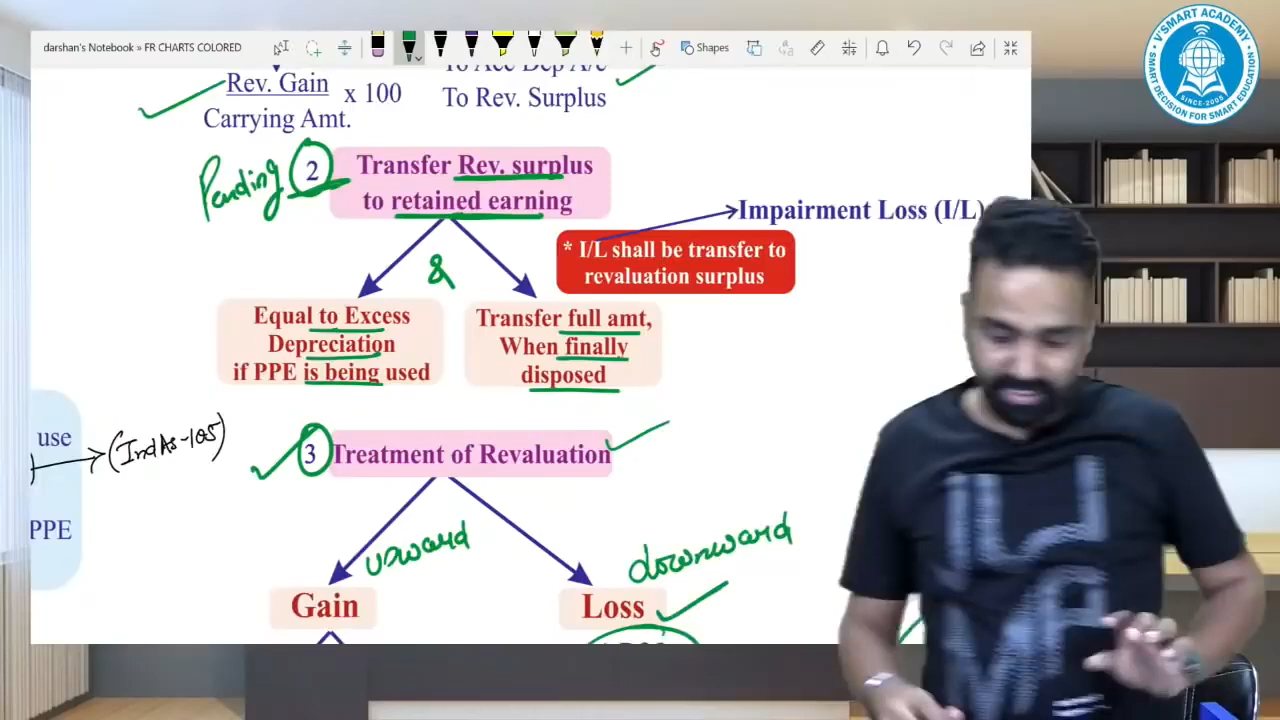 darshan's Notebook » FR CHARTS COLORED
Shapes
V'SMART ACADEMY
SINCE-2005
SMART DECISION FOR SMART EDUCATION
To Acc Dep A/c
Rev. Gain
Carrying Amt.
x 100
To Rev. Surplus
Pending 2
Transfer Rev. surplus
to retained earning
Impairment Loss (I/L)
* I/L shall be transfer to
revaluation surplus
&
Equal to Excess
Depreciation
if PPE is being used
Transfer full amt,
When finally
disposed
use
(IndAs-105)
PPE
3 Treatment of Revaluation
upward
downward
Gain
Loss